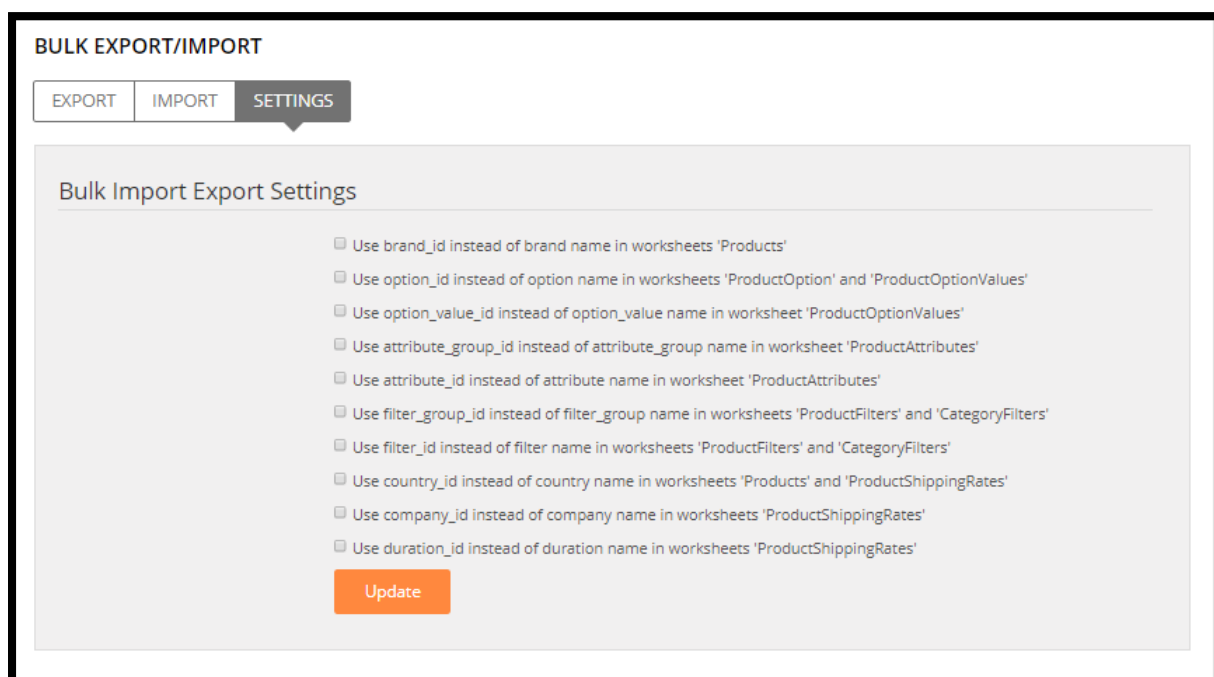 BULK EXPORT/IMPORT
EXPORT IMPORT SETTINGS
Bulk Import Export Settings
Use brand_id instead of brand name in worksheets 'Products'
Use option_id instead of option name in worksheets 'ProductOption' and 'ProductOptionValues'
Use option_value_id instead of option_value name in worksheet 'ProductOptionValues'
Use attribute_group_id instead of attribute_group name in worksheet 'ProductAttributes'
Use attribute_id instead of attribute name in worksheet 'ProductAttributes'
Use filter_group_id instead of filter_group name in worksheets 'ProductFilters' and 'CategoryFilters'
Use filter_id instead of filter name in worksheets 'ProductFilters' and 'CategoryFilters'
Use country_id instead of country name in worksheets 'Products' and 'ProductShippingRates'
Use company_id instead of company name in worksheets 'ProductShippingRates'
Use duration_id instead of duration name in worksheets 'ProductShippingRates'
Update